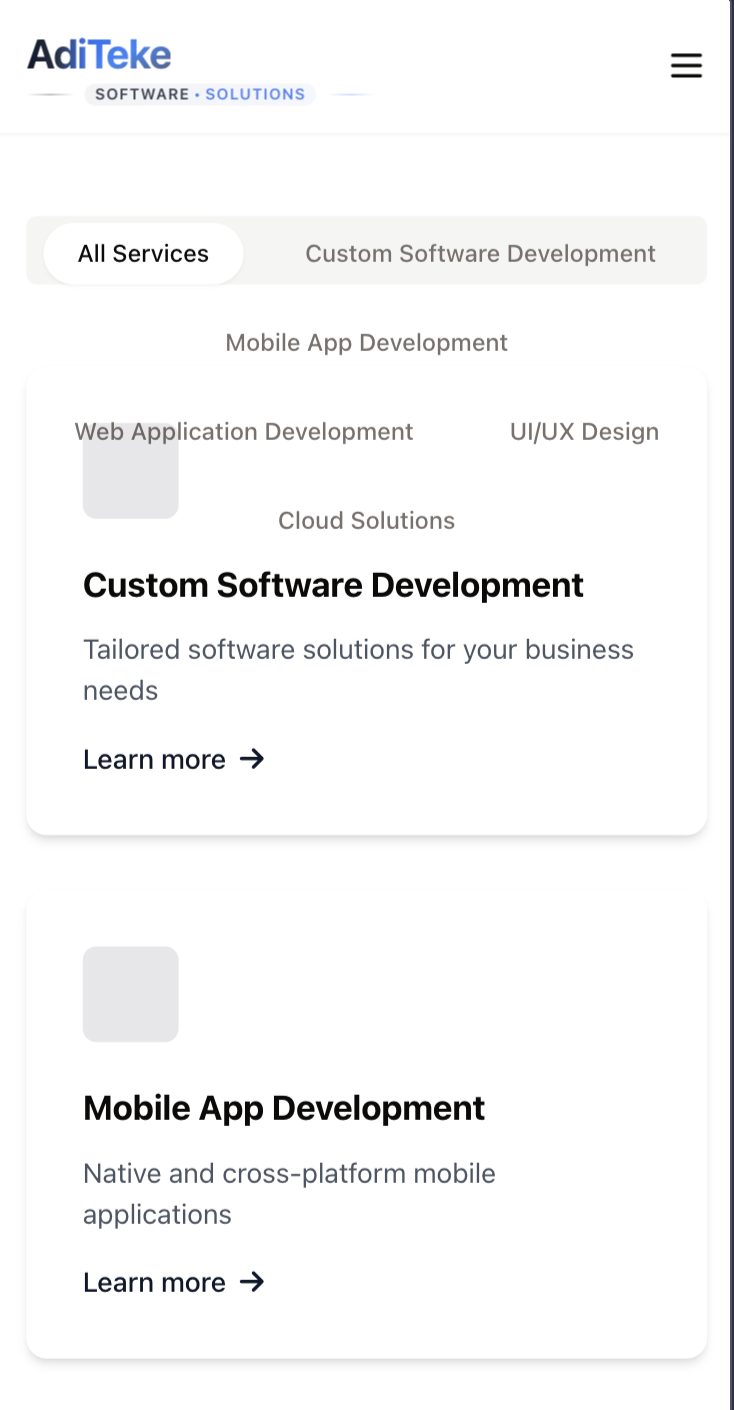 AdiTeke
SOFTWARE • SOLUTIONS
All Services
Custom Software Development
Mobile App Development
Web Application Development
UI/UX Design
Cloud Solutions
Custom Software Development
Tailored software solutions for your business
needs
Learn more →
Mobile App Development
Native and cross-platform mobile
applications
Learn more →